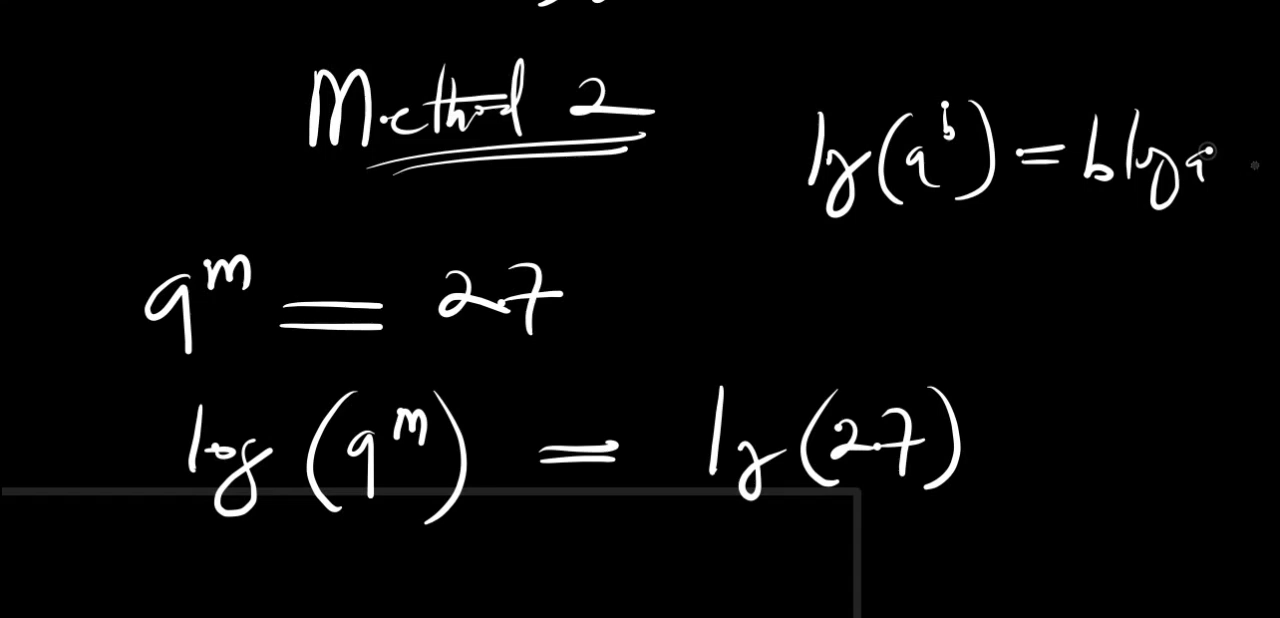 Method 2
log(a^b) = b log a
9^m = 27
log(9^m) = log(27)